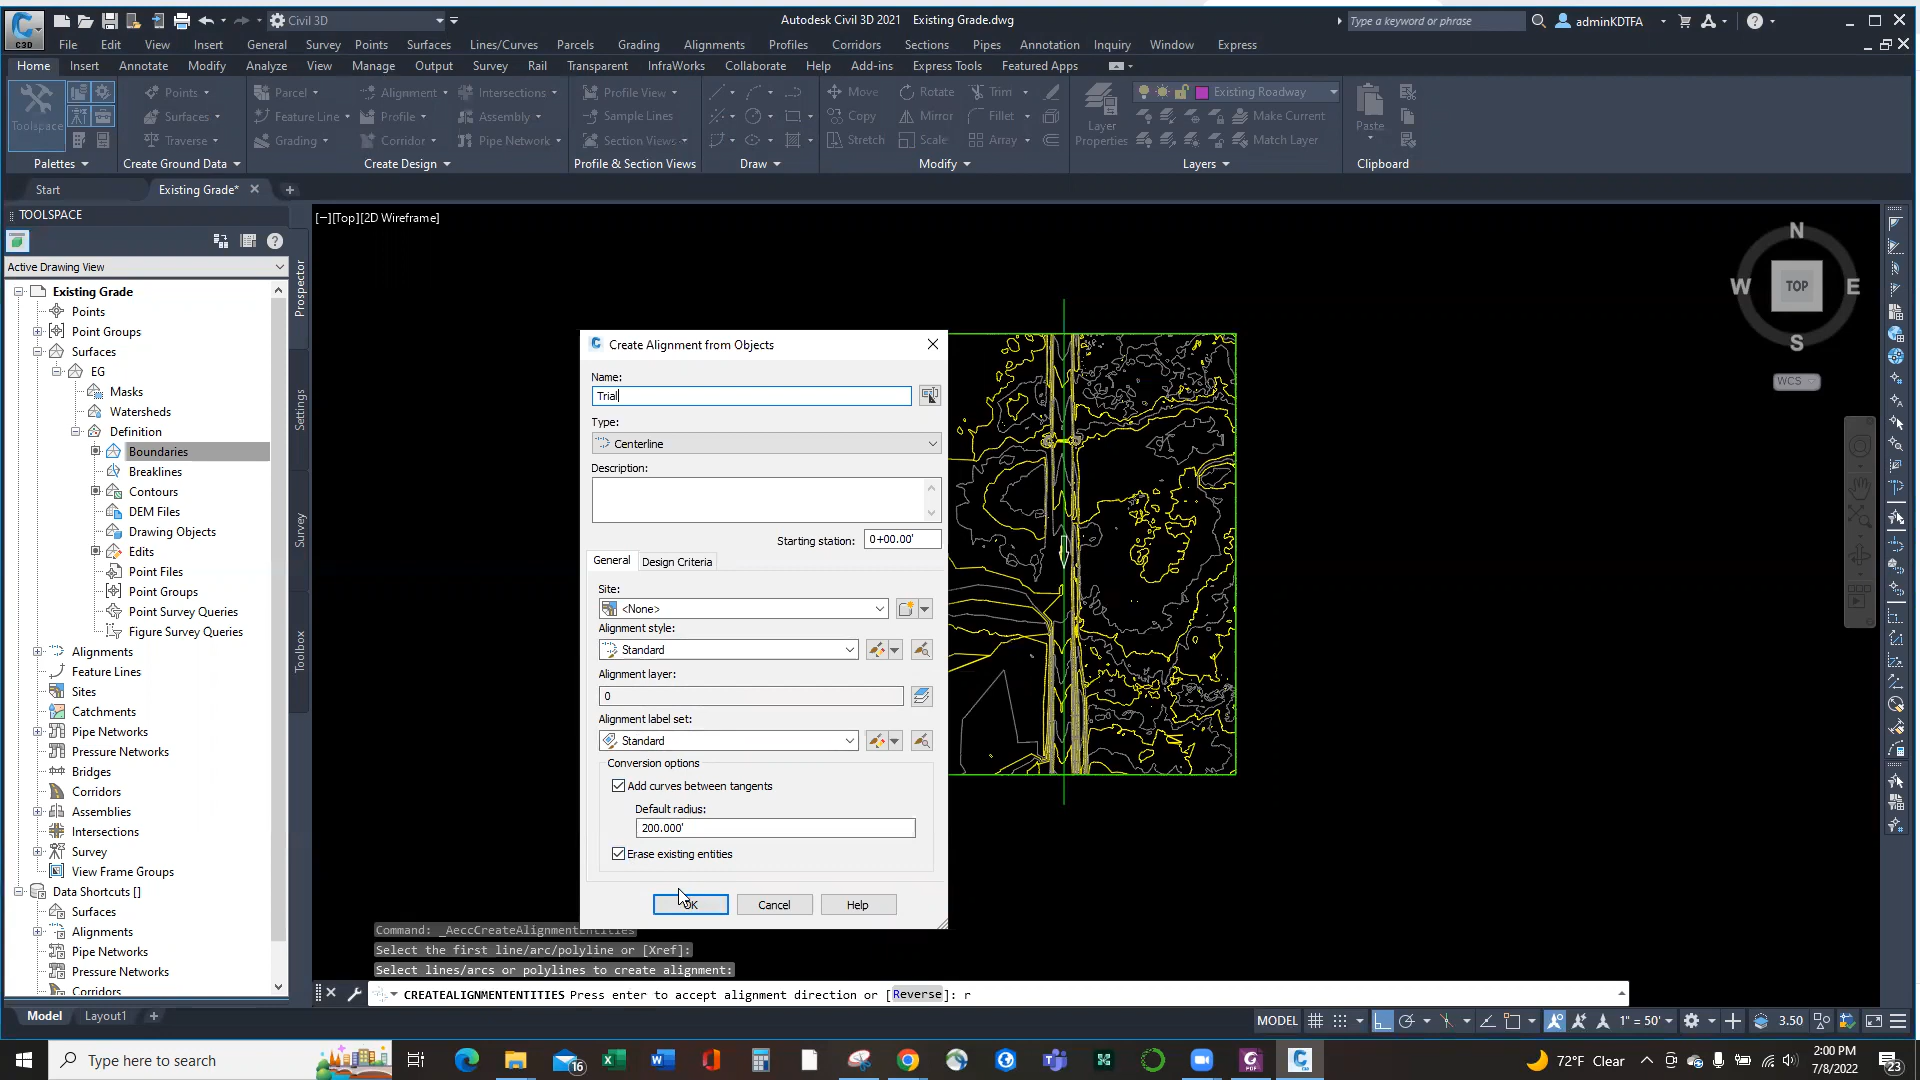 Civil 3D
Autodesk Civil 3D 2021 Existing Grade.dwg
Type a keyword or phrase
adminKDTFA
C3D
File Edit View Insert General Survey Points Surfaces Lines/Curves Parcels Grading Alignments Profiles Corridors Sections Pipes Annotation Inquiry Window Express
Home Insert Annotate Modify Analyze View Manage Output Survey Rail Transparent InfraWorks Collaborate Help Add-ins Express Tools Featured Apps
Points Parcel Alignment Intersections Profile View Move Rotate Trim Existing Roadway
Toolspace Surfaces Feature Line Profile Assembly Sample Lines Copy Mirror Fillet Layer Properties Make Current Paste
Traverse Grading Corridor Pipe Network Section Views Stretch Scale Array Match Layer
Palettes Create Ground Data Create Design Profile & Section Views Draw Modify Layers Clipboard
Start Existing Grade*
TOOLSPACE
[−][Top][2D Wireframe]
Active Drawing View
Prospector
Settings
Survey
Toolbox
Existing Grade
Points
Point Groups
Surfaces
EG
Masks
Watersheds
Definition
Boundaries
Breaklines
Contours
DEM Files
Drawing Objects
Edits
Point Files
Point Groups
Point Survey Queries
Figure Survey Queries
Alignments
Feature Lines
Sites
Catchments
Pipe Networks
Pressure Networks
Bridges
Corridors
Assemblies
Intersections
Survey
View Frame Groups
Data Shortcuts []
Surfaces
Alignments
Pipe Networks
Pressure Networks
Corridors
Create Alignment from Objects
Name:
Trial
Type:
Centerline
Description:
Starting station: 0+00.00'
General Design Criteria
Site:
<None>
Alignment style:
Standard
Alignment layer:
0
Alignment label set:
Standard
Conversion options
Add curves between tangents
Default radius:
200.000'
Erase existing entities
OK Cancel Help
N
W TOP E
S
WCS
Command: _AeccCreateAlignmentEntities
Select the first line/arc/polyline or [Xref]:
Select lines/arcs or polylines to create alignment:
CREATEALIGNMENTENTITIES Press enter to accept alignment direction or [Reverse]: r
Model Layout1
MODEL 1" = 50' 3.50
Type here to search
16
72°F Clear
2:00 PM
7/8/2022
23